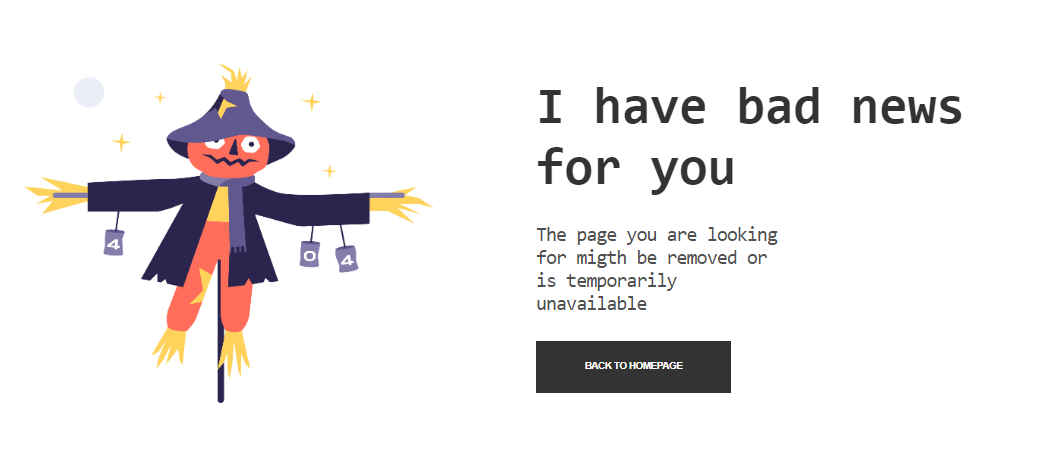 I have bad news
for you
The page you are looking
for migth be removed or
is temporarily
unavailable
BACK TO HOMEPAGE
4
0
4